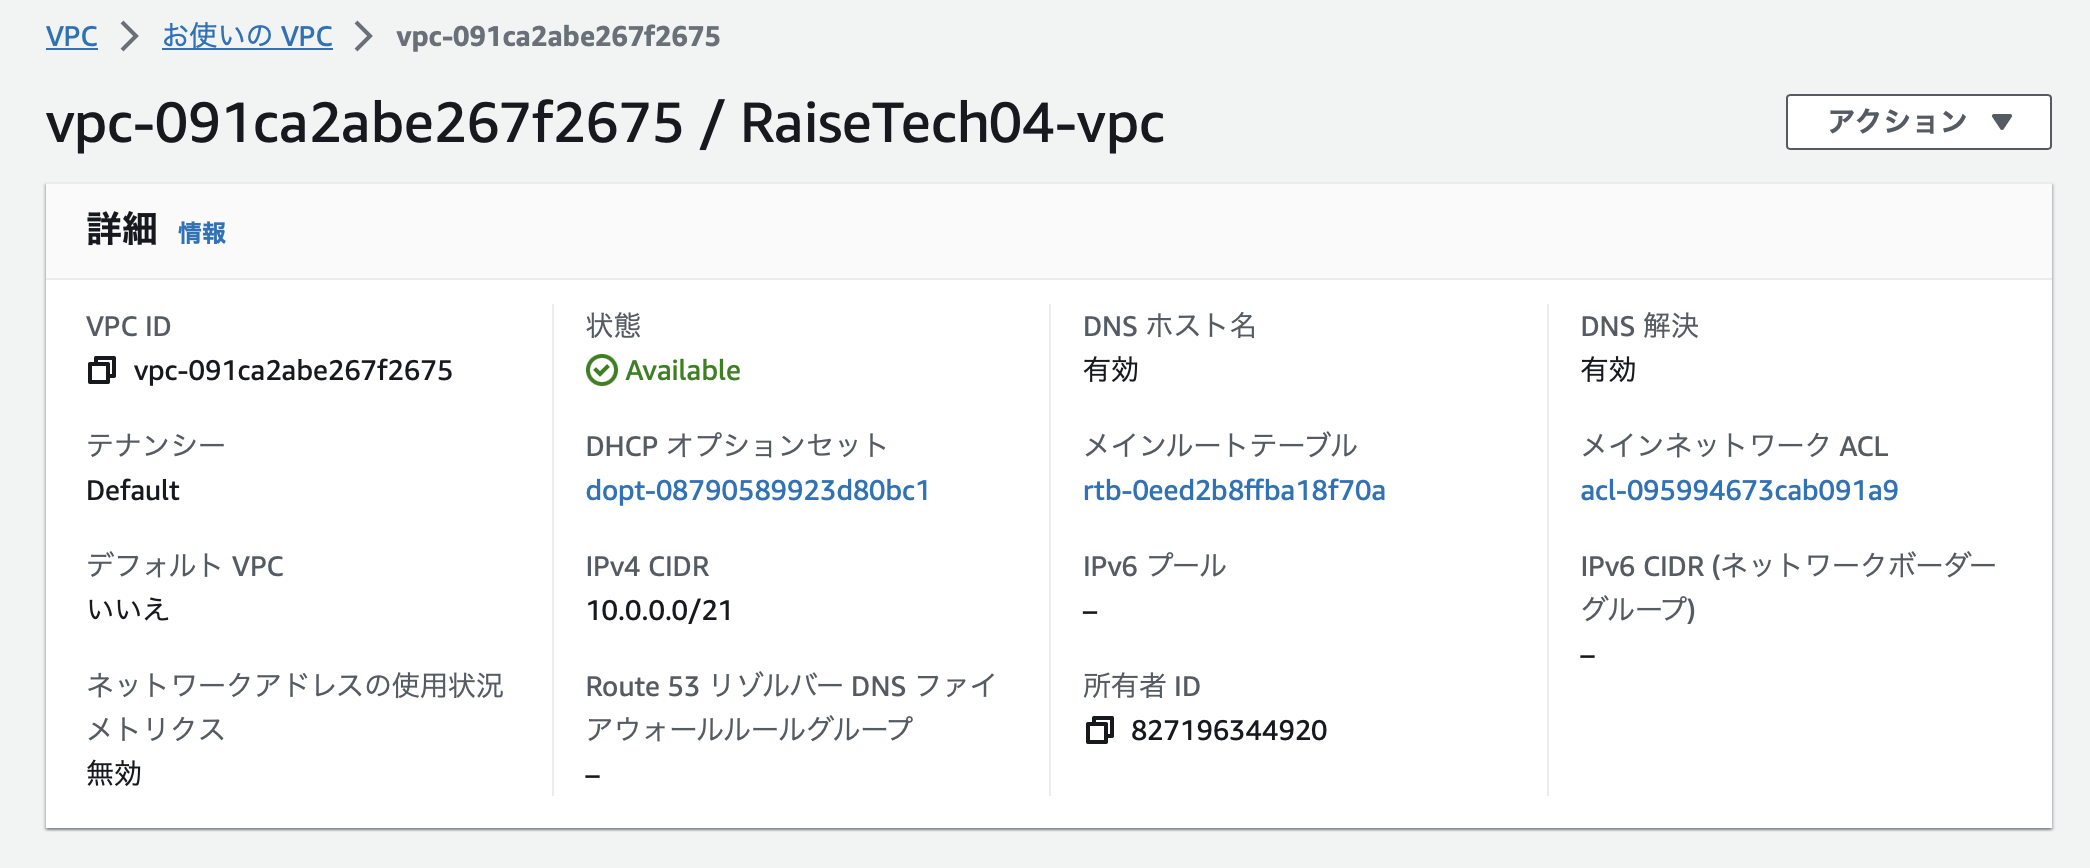 VPC > お使いの VPC > vpc-091ca2abe267f2675
vpc-091ca2abe267f2675 / RaiseTech04-vpc
アクション ▼
詳細 情報
VPC ID
vpc-091ca2abe267f2675
状態
Available
DNS ホスト名
有効
DNS 解決
有効
テナンシー
Default
DHCP オプションセット
dopt-08790589923d80bc1
メインルートテーブル
rtb-0eed2b8ffba18f70a
メインネットワーク ACL
acl-095994673cab091a9
デフォルト VPC
いいえ
IPv4 CIDR
10.0.0.0/21
IPv6 プール
–
IPv6 CIDR (ネットワークボーダー
グループ)
–
ネットワークアドレスの使用状況
メトリクス
無効
Route 53 リゾルバー DNS ファイ
アウォールルールグループ
–
所有者 ID
827196344920